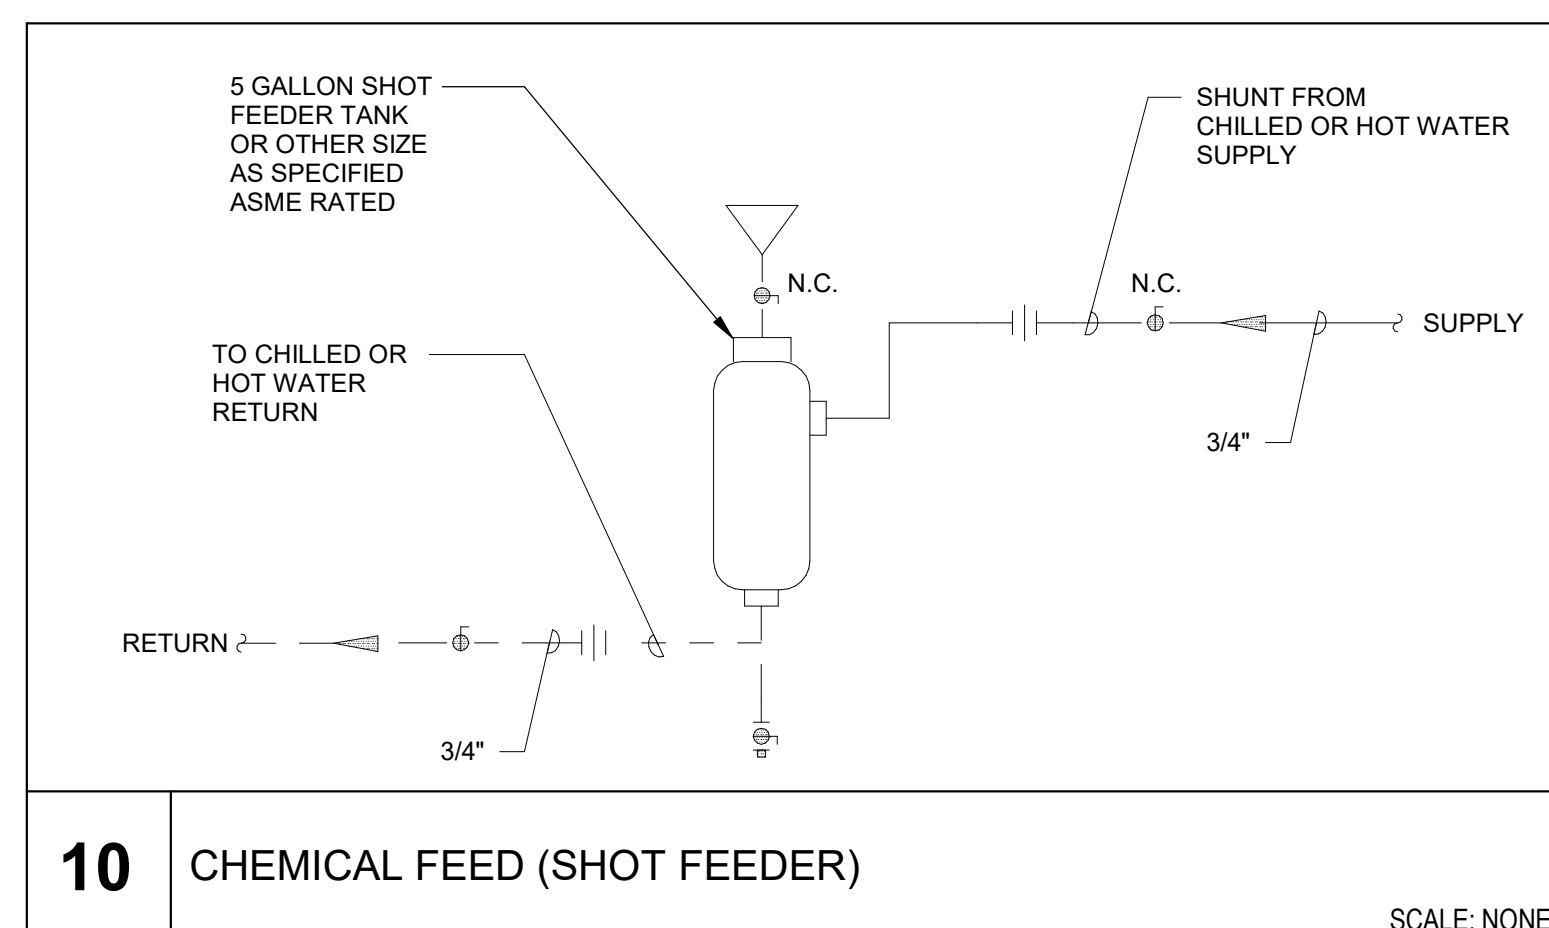 5 GALLON SHOT
FEEDER TANK
OR OTHER SIZE
AS SPECIFIED
ASME RATED
SHUNT FROM
CHILLED OR HOT WATER
SUPPLY
N.C.
N.C.
SUPPLY
TO CHILLED OR
HOT WATER
RETURN
3/4"
RETURN
3/4"
10
CHEMICAL FEED (SHOT FEEDER)
SCALE: NONE